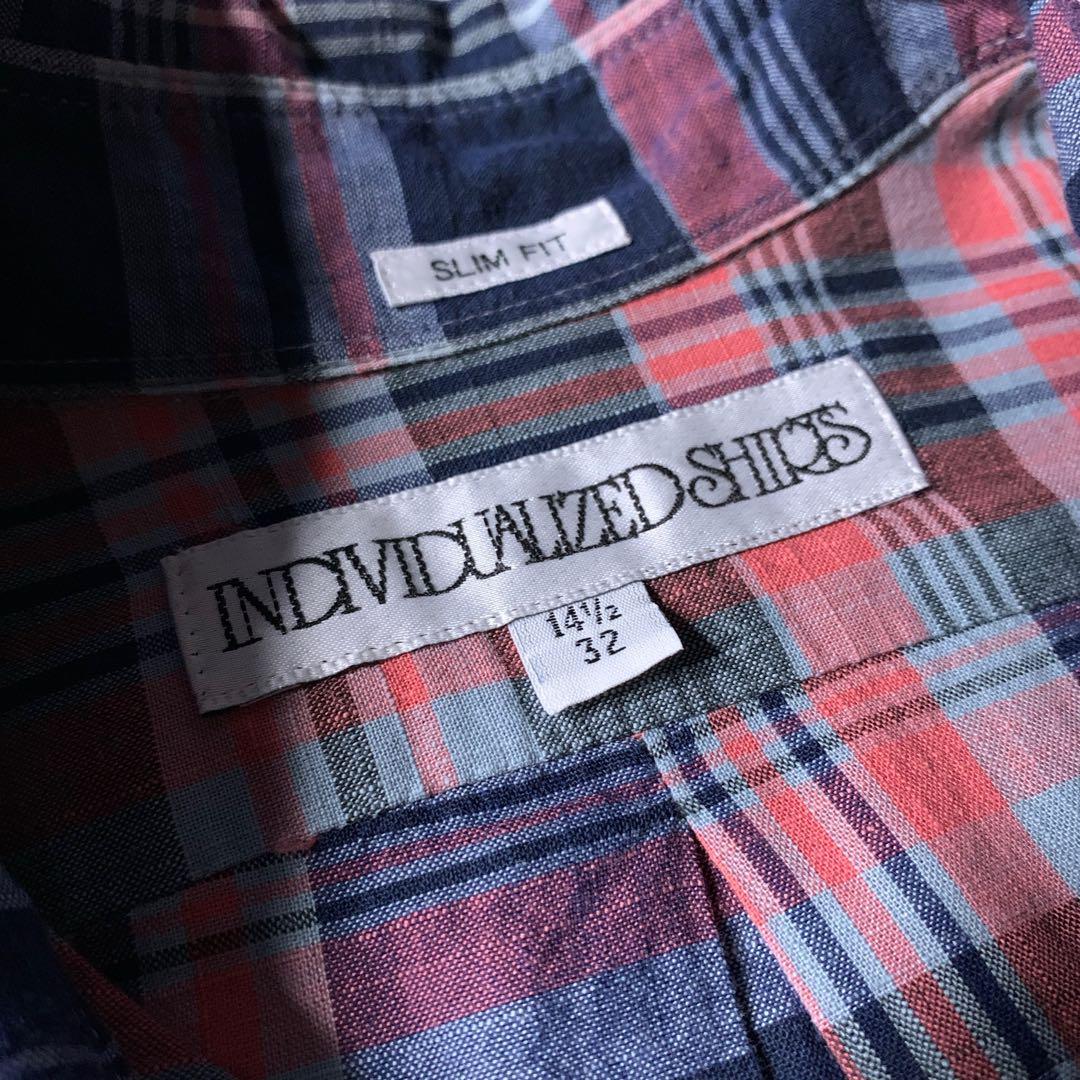 SLIM FIT
INDIVIDUALIZED SHIRTS
14½
32